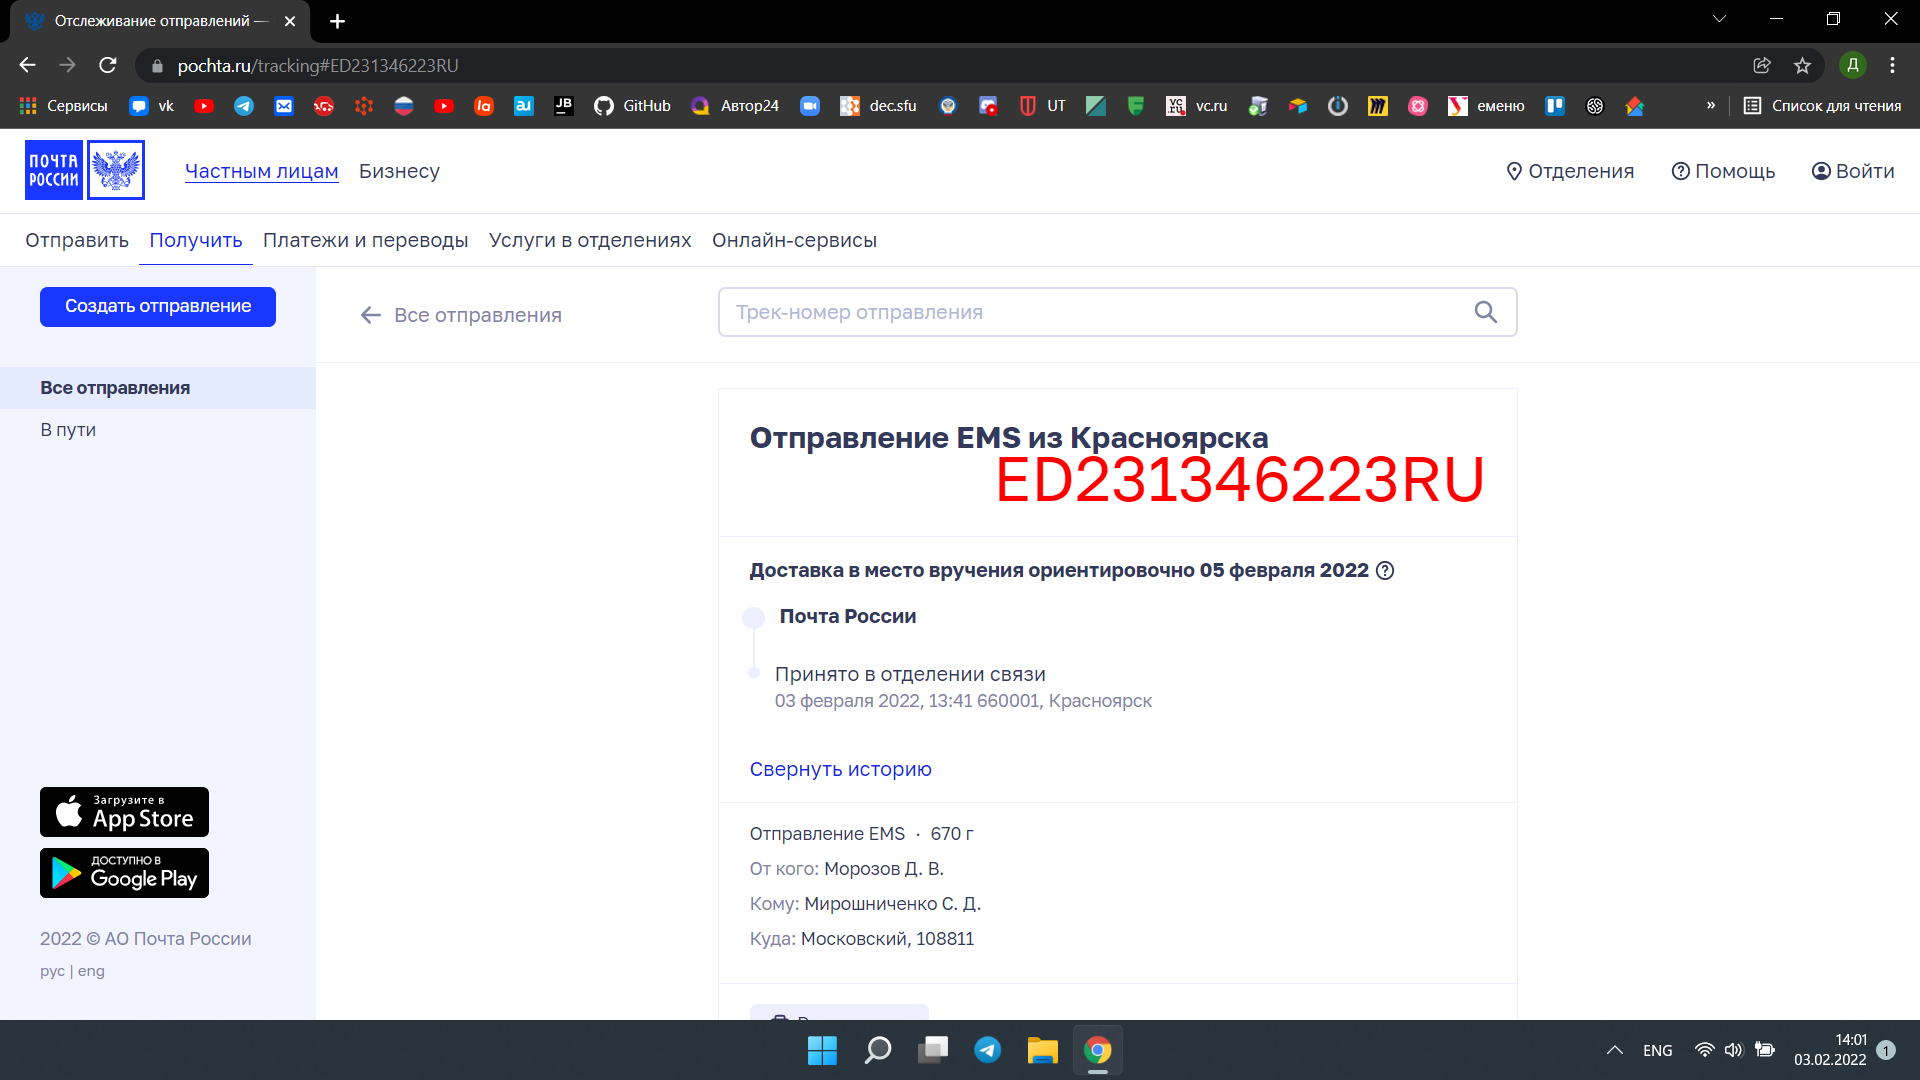 Отслеживание отправлений —
pochta.ru/tracking#ED231346223RU
Д
Сервисы vk GitHub Автор24 dec.sfu UT vc.ru еменю » Список для чтения
ПОЧТА РОССИИ
Частным лицам Бизнесу Отделения Помощь Войти
Отправить Получить Платежи и переводы Услуги в отделениях Онлайн-сервисы
Создать отправление
Все отправления
Трек-номер отправления
Все отправления
В пути
Отправление EMS из Красноярска
ED231346223RU
Доставка в место вручения ориентировочно 05 февраля 2022
Почта России
Принято в отделении связи
03 февраля 2022, 13:41 660001, Красноярск
Свернуть историю
Отправление EMS · 670 г
От кого: Морозов Д. В.
Кому: Мирошниченко С. Д.
Куда: Московский, 108811
Загрузите в
App Store
ДОСТУПНО В
Google Play
2022 © АО Почта России
рус | eng
ENG
14:01
03.02.2022
1